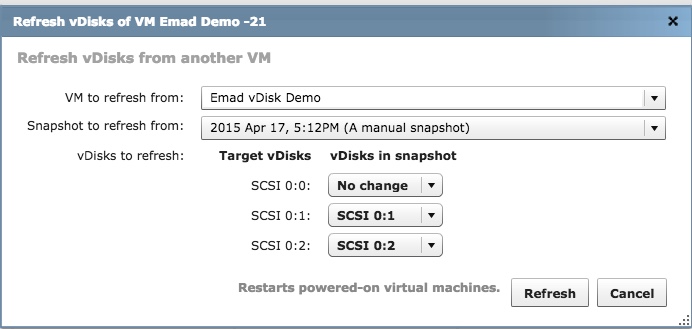 Refresh vDisks of VM Emad Demo -21
Refresh vDisks from another VM
VM to refresh from: Emad vDisk Demo
Snapshot to refresh from: 2015 Apr 17, 5:12PM (A manual snapshot)
vDisks to refresh: Target vDisks vDisks in snapshot
SCSI 0:0: No change
SCSI 0:1: SCSI 0:1
SCSI 0:2: SCSI 0:2
Restarts powered-on virtual machines. Refresh Cancel